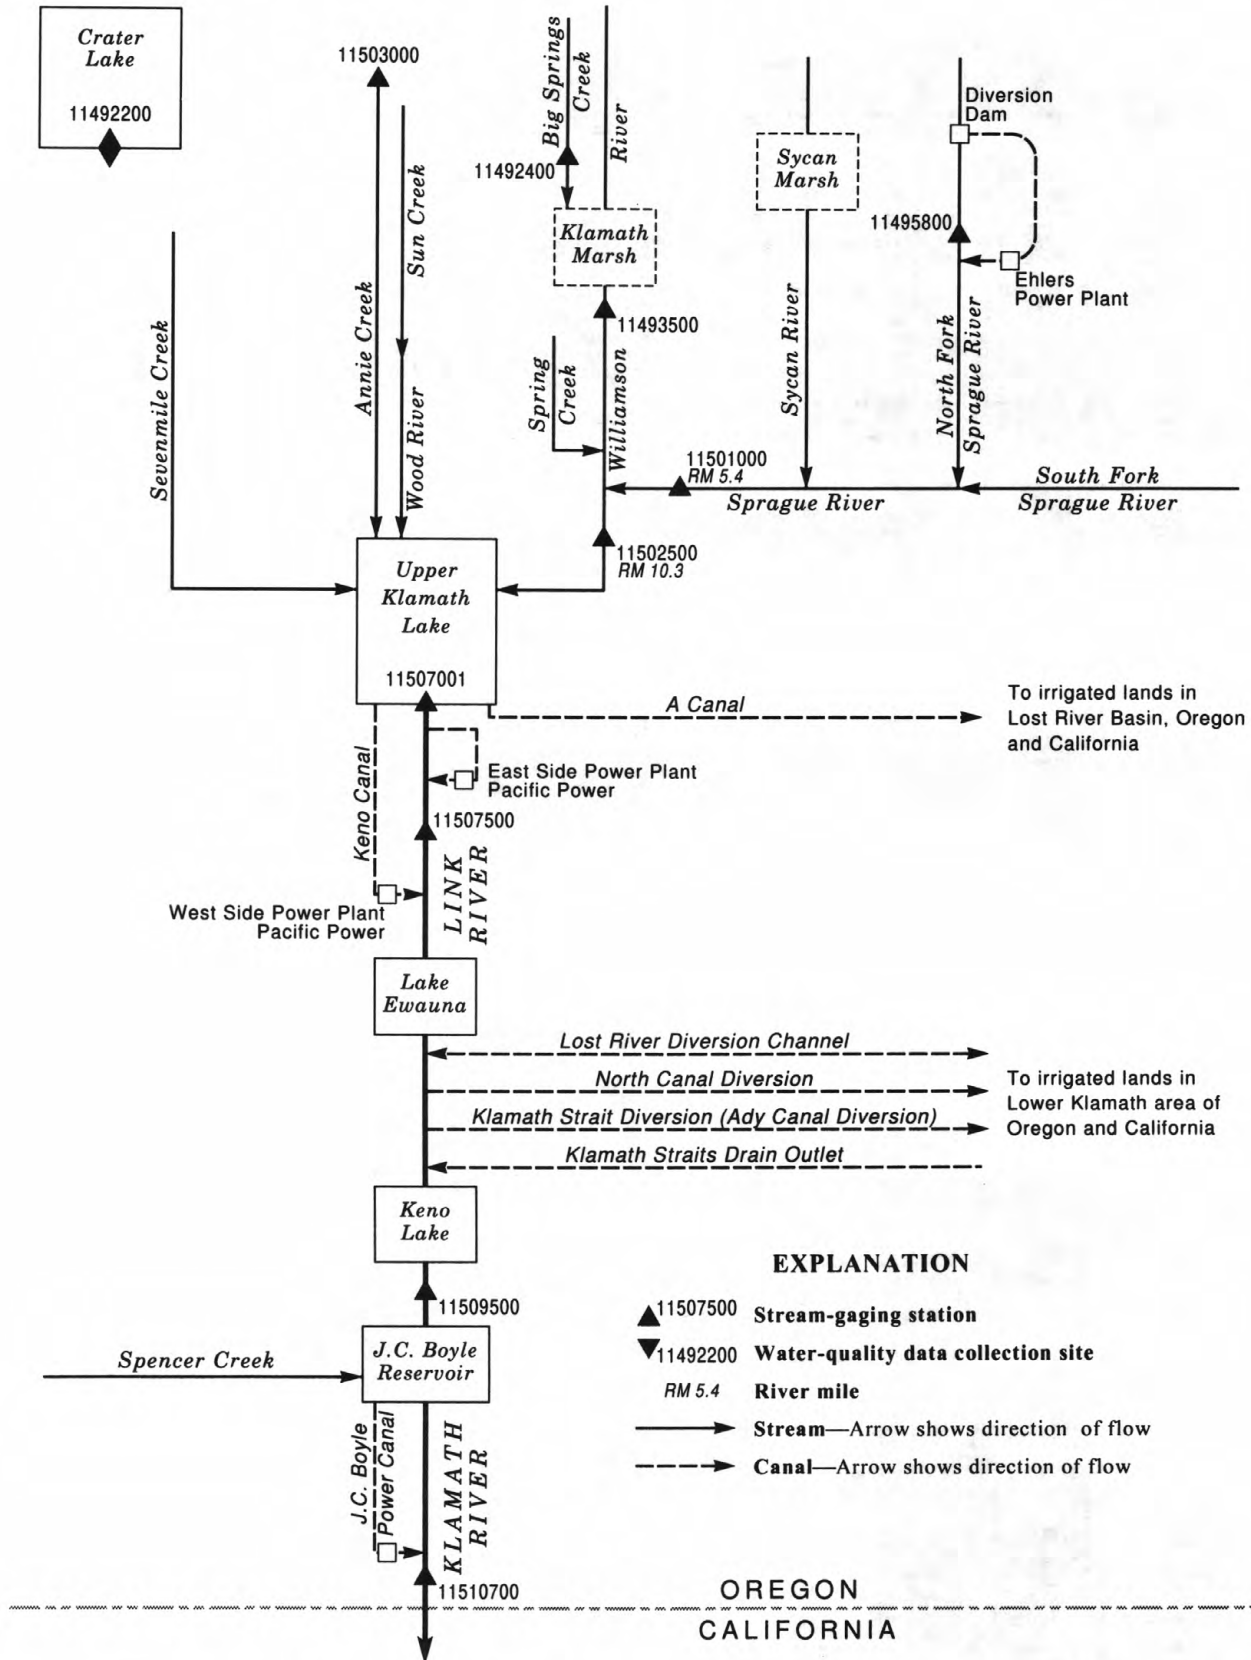 Crater
Lake
11492200
11503000
Big Springs
Creek
River
11492400
Klamath
Marsh
11493500
Sycan
Marsh
Diversion
Dam
11495800
Ehlers
Power Plant
Sevenmile Creek
Annie Creek
Sun Creek
Wood River
Spring
Creek
Williamson
Sycan River
North Fork
Sprague River
11501000
RM 5.4
Sprague River
South Fork
Sprague River
11502500
RM 10.3
Upper
Klamath
Lake
11507001
A Canal
To irrigated lands in
Lost River Basin, Oregon
and California
Keno Canal
East Side Power Plant
Pacific Power
11507500
LINK
RIVER
West Side Power Plant
Pacific Power
Lake
Ewauna
Lost River Diversion Channel
North Canal Diversion
Klamath Strait Diversion (Ady Canal Diversion)
Klamath Straits Drain Outlet
To irrigated lands in
Lower Klamath area of
Oregon and California
Keno
Lake
11509500
Spencer Creek
J.C. Boyle
Reservoir
J.C. Boyle
Power Canal
KLAMATH
RIVER
11510700
EXPLANATION
11507500 Stream-gaging station
11492200 Water-quality data collection site
RM 5.4 River mile
Stream—Arrow shows direction of flow
Canal—Arrow shows direction of flow
OREGON
CALIFORNIA